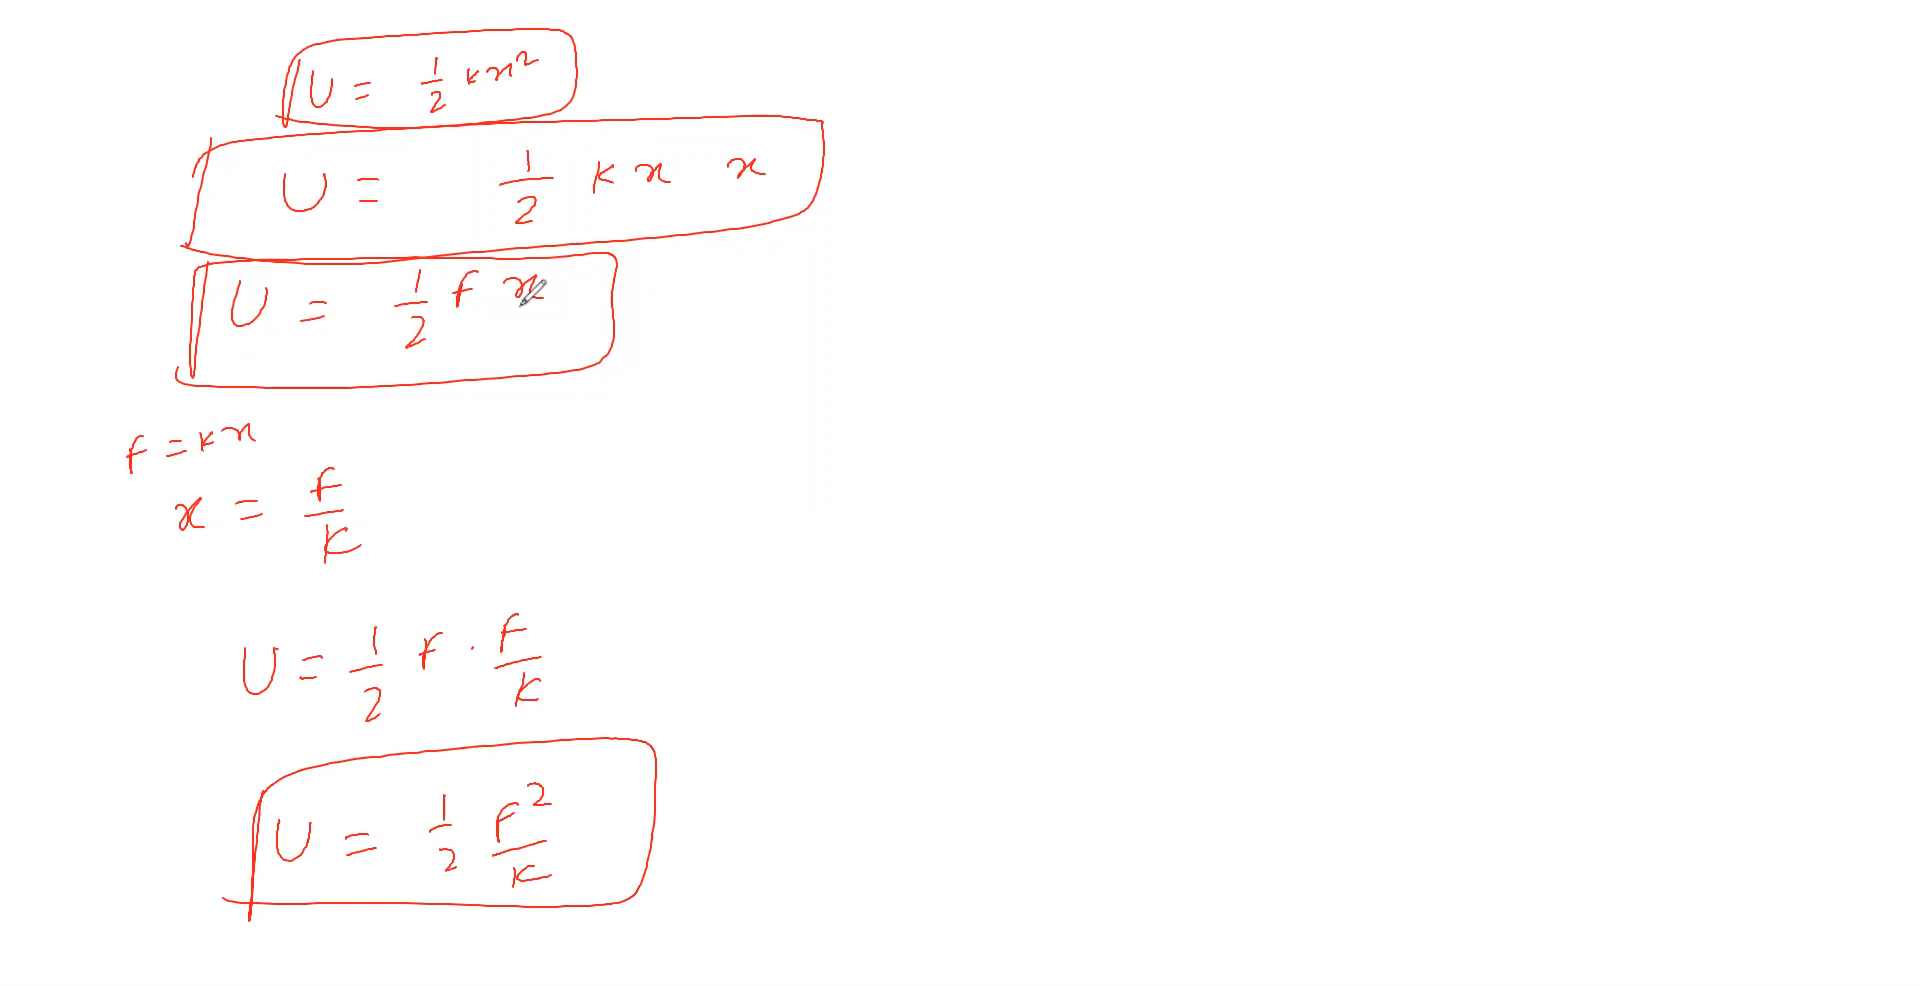 U = 1/2 kx²
U = 1/2 kx x
U = 1/2 f x
f = kx
x = f/k
U = 1/2 f · f/k
U = 1/2 F²/k